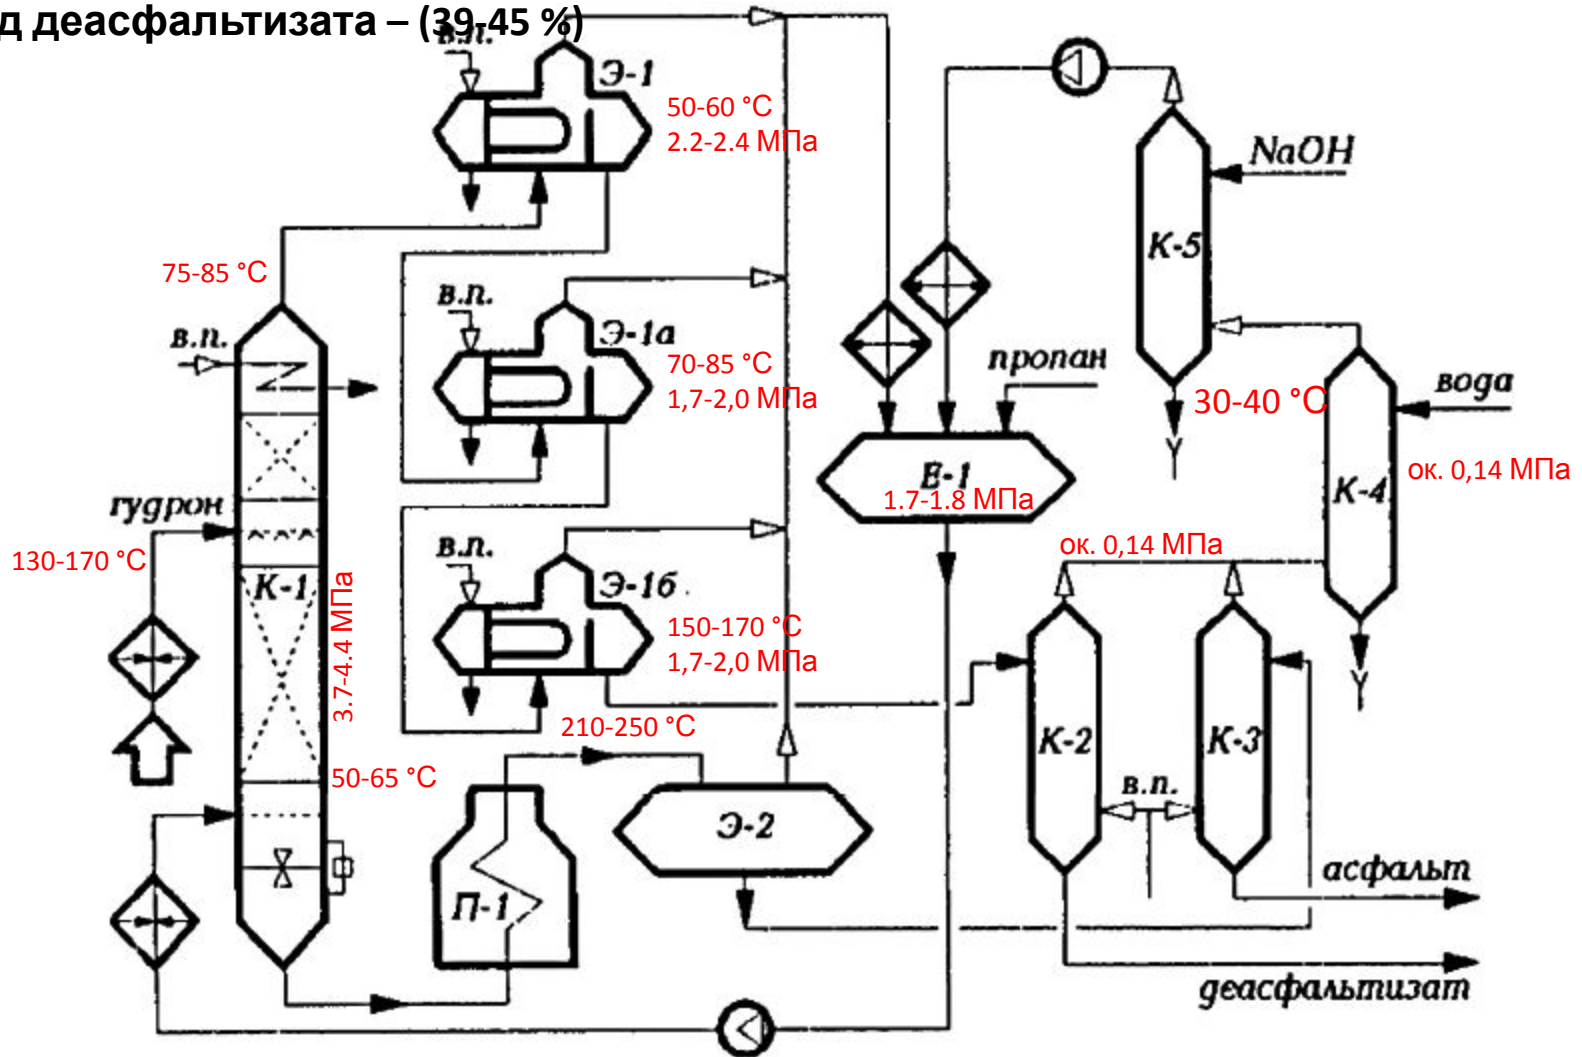 д деасфальтизата – (39-45 %)
в.п.
Э-1
50-60 °C
2.2-2.4 МПа
NaOH
К-5
75-85 °C
в.п.
Э-1а
70-85 °C
1,7-2,0 МПа
в.п.
пропан
30-40 °C
вода
гудрон
Е-1
1.7-1.8 МПа
К-4
ок. 0,14 МПа
130-170 °C
К-1
3.7-4.4 МПа
в.п.
Э-1б
150-170 °C
1,7-2,0 МПа
ок. 0,14 МПа
210-250 °C
К-2
К-3
50-65 °C
в.п.
Э-2
П-1
асфальт
деасфальтизат